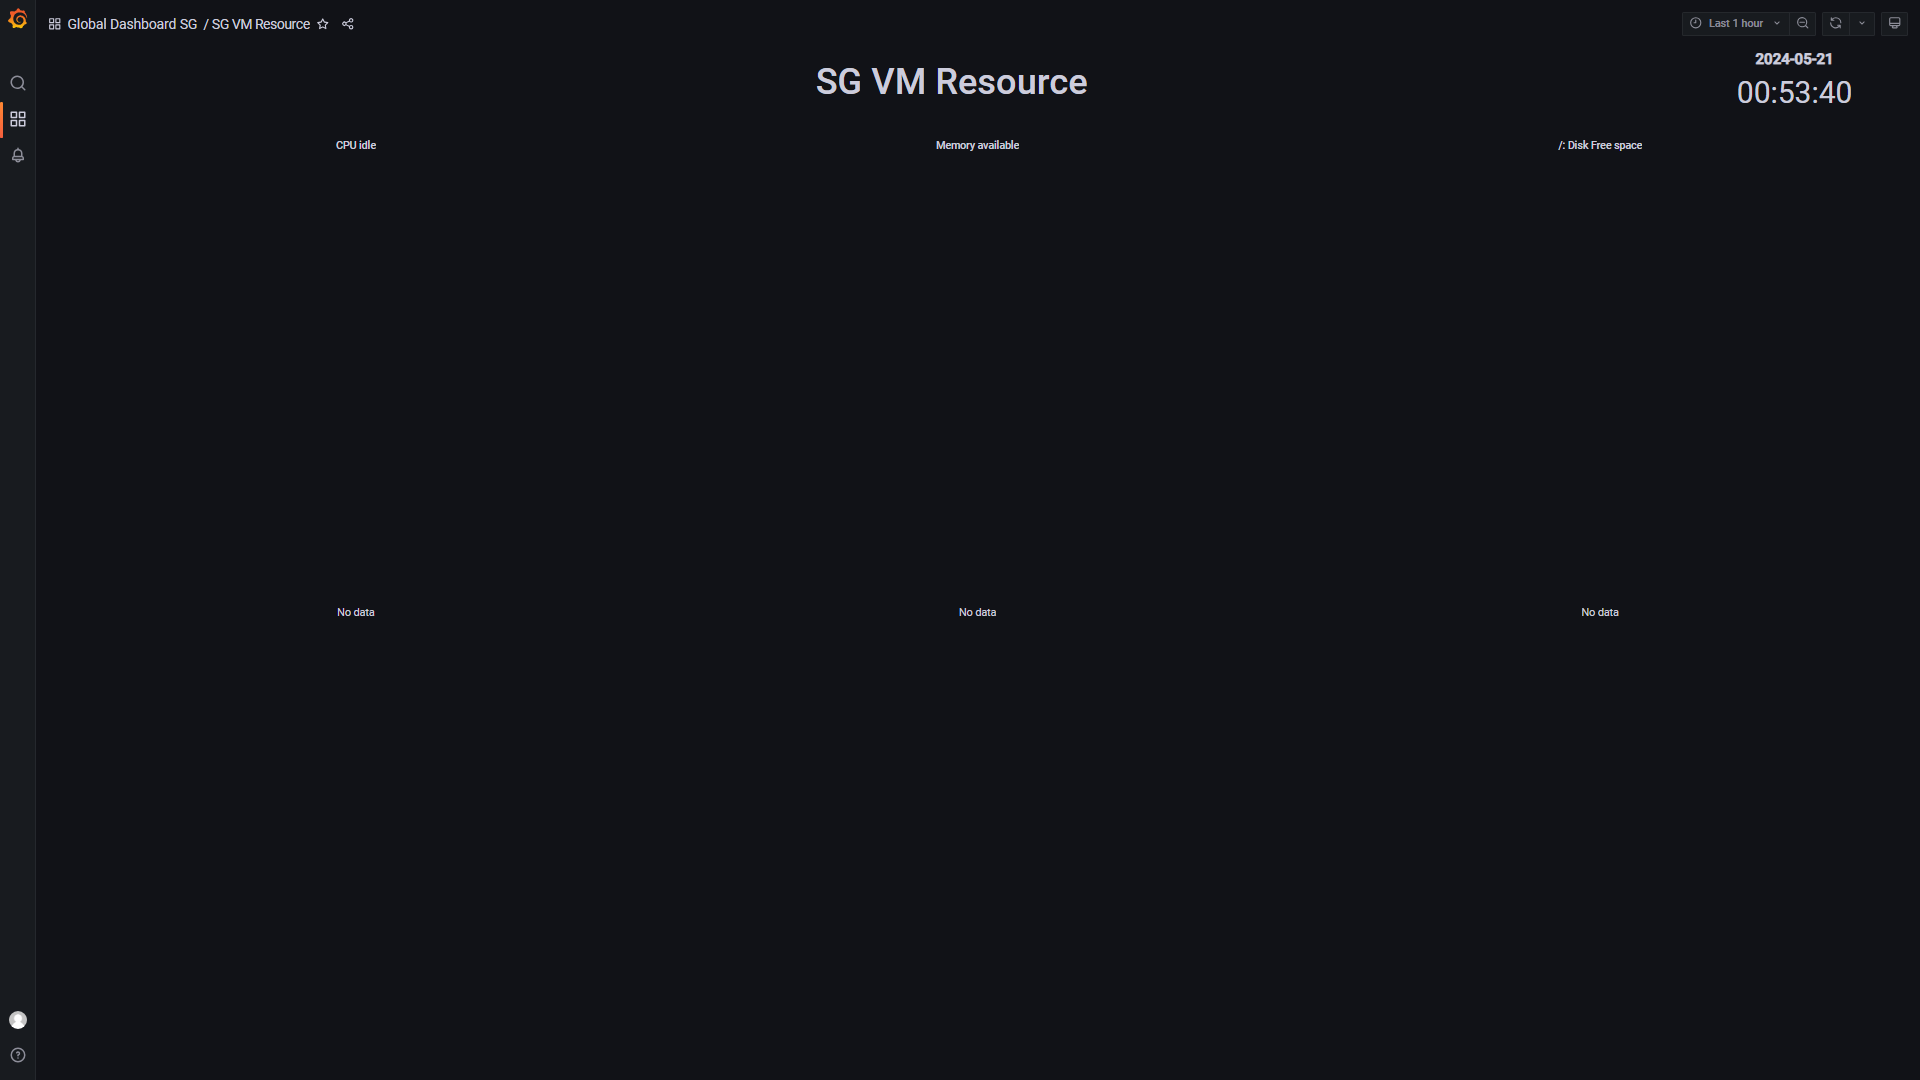 Global Dashboard SG / SG VM Resource
Last 1 hour
SG VM Resource
2024-05-21
00:53:40
CPU idle
Memory available
/: Disk Free space
No data
No data
No data